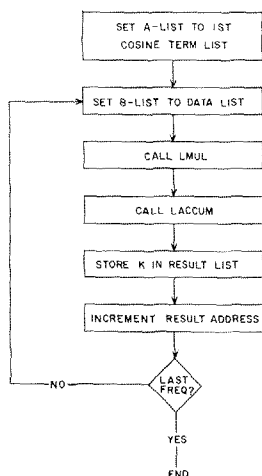 SET A-LIST TO 1ST
COSINE TERM LIST
SET B-LIST TO DATA LIST
CALL LMUL
CALL LACCUM
STORE K IN RESULT LIST
INCREMENT RESULT ADDRESS
LAST
FREQ?
NO
YES
END